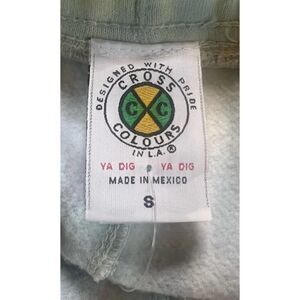 DESIGNED WITH PRIDE
CROSS
C C
COLOURS
IN L.A.®
YA DIG YA DIG
MADE IN MEXICO
S